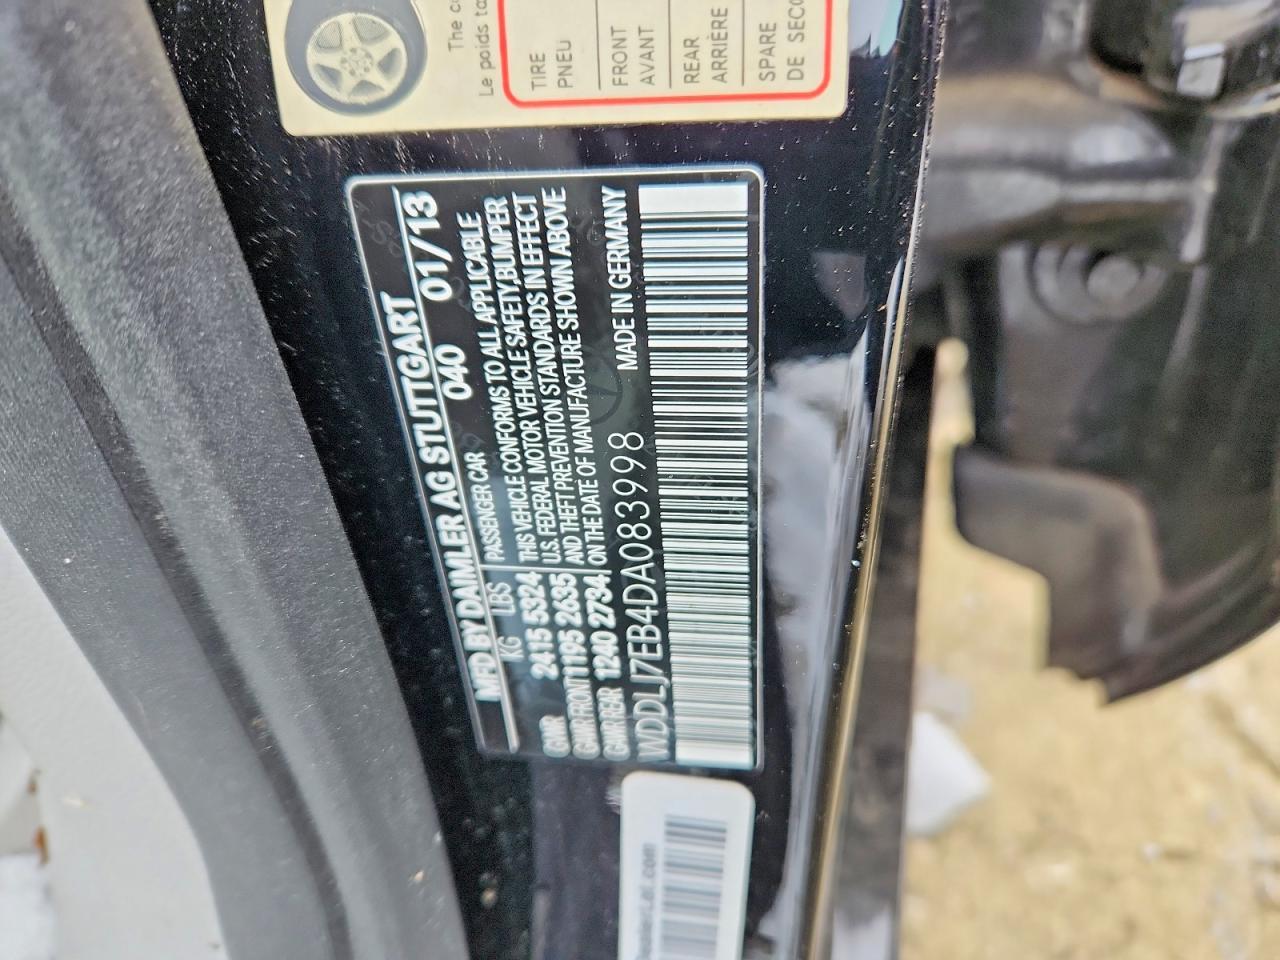 The
Le poids to
TIRE
PNEU
FRONT
AVANT
REAR
ARRIÈRE
SPARE
DE SECO
MFD BY DAIMLER AG STUTTGART
040 01/13
KG LBS PASSENGER CAR
GVWR 2415 5324
GAWR FRONT 1195 2635
GAWR REAR 1240 2734
THIS VEHICLE CONFORMS TO ALL APPLICABLE
U.S. FEDERAL MOTOR VEHICLE SAFETY, BUMPER
AND THEFT PREVENTION STANDARDS IN EFFECT
ON THE DATE OF MANUFACTURE SHOWN ABOVE
WDDLJ7EB4DA083998 MADE IN GERMANY